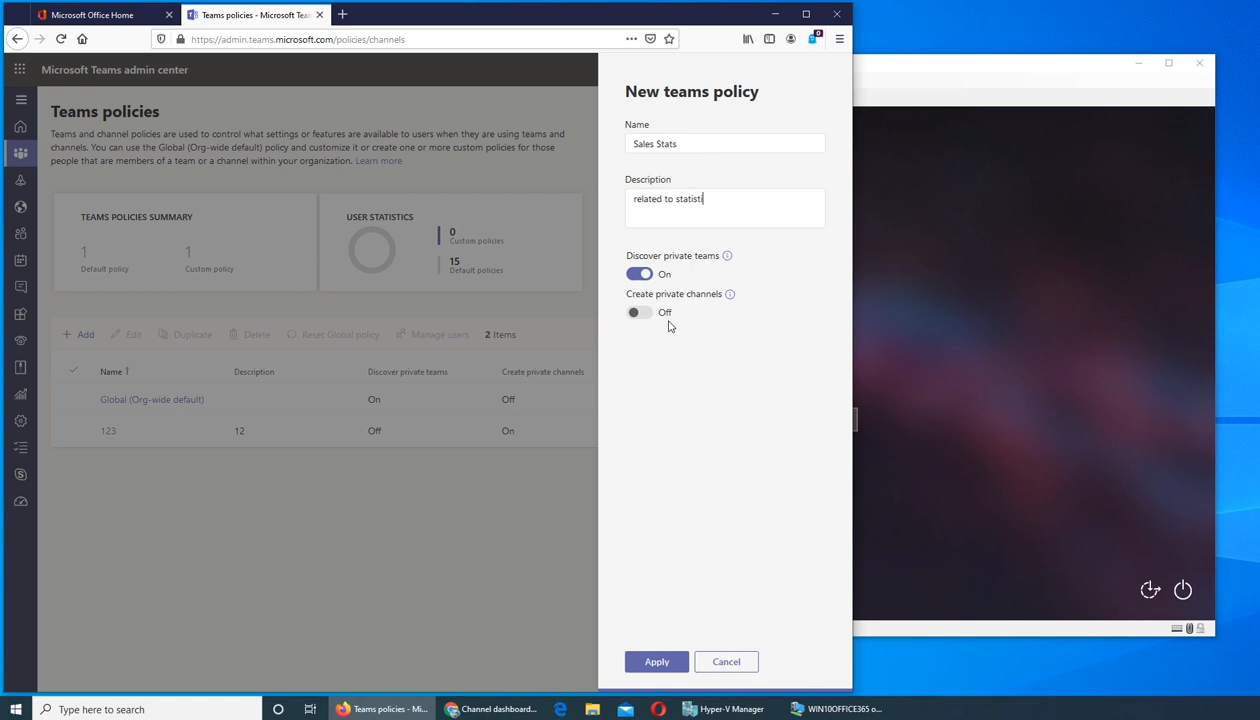 Microsoft Office Home
Teams policies - Microsoft Team
https://admin.teams.microsoft.com/policies/channels
0
Microsoft Teams admin center
Teams policies
Teams and channel policies are used to control what settings or features are available to users when they are using teams and
channels. You can use the Global (Org-wide default) policy and customize it or create one or more custom policies for those
people that are members of a team or a channel within your organization. Learn more
TEAMS POLICIES SUMMARY
1
Default policy
1
Custom policy
USER STATISTICS
0
Custom policies
15
Default policies
Add Edit Duplicate Delete Reset Global policy Manage users 2 Items
Name ↑ Description Discover private teams Create private channels
Global (Org-wide default) On Off
123 12 Off On
New teams policy
Name
Sales Stats
Description
related to statisti
Discover private teams
On
Create private channels
Off
Apply Cancel
Type here to search
Teams policies - Mi...
Channel dashboard...
Hyper-V Manager
WIN10OFFICE365 o...